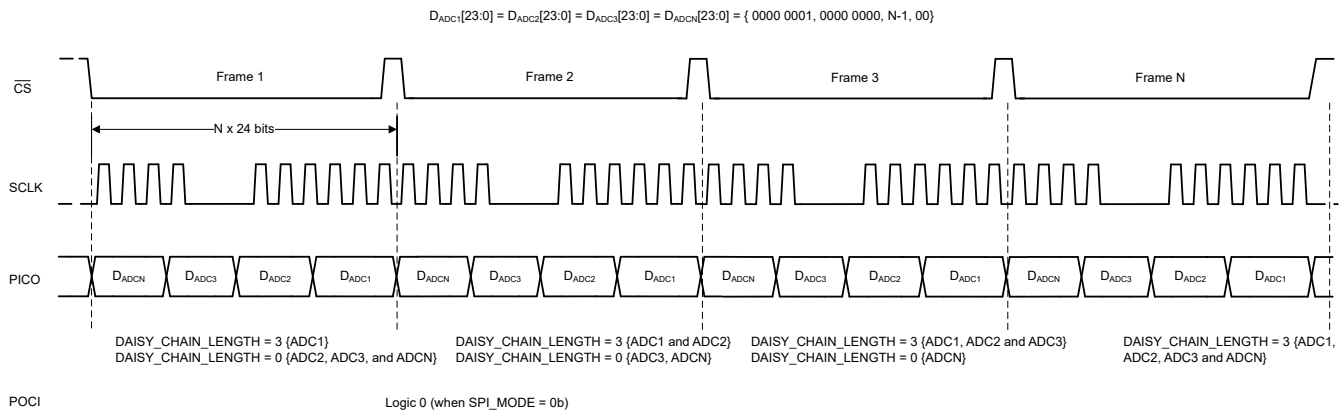 DADC1[23:0] = DADC2[23:0] = DADC3[23:0] = DADCN[23:0] = { 0000 0001, 0000 0000, N-1, 00}
CS
Frame 1
Frame 2
Frame 3
Frame N
N x 24 bits
SCLK
PICO
DADCN
DADC3
DADC2
DADC1
DADCN
DADC3
DADC2
DADC1
DADCN
DADC3
DADC2
DADC1
DADCN
DADC3
DADC2
DADC1
DAISY_CHAIN_LENGTH = 3 {ADC1}
DAISY_CHAIN_LENGTH = 0 {ADC2, ADC3, and ADCN}
DAISY_CHAIN_LENGTH = 3 {ADC1 and ADC2}
DAISY_CHAIN_LENGTH = 0 {ADC3, ADCN}
DAISY_CHAIN_LENGTH = 3 {ADC1, ADC2 and ADC3}
DAISY_CHAIN_LENGTH = 0 {ADCN}
DAISY_CHAIN_LENGTH = 3 {ADC1,
ADC2, ADC3 and ADCN}
POCI
Logic 0 (when SPI_MODE = 0b)